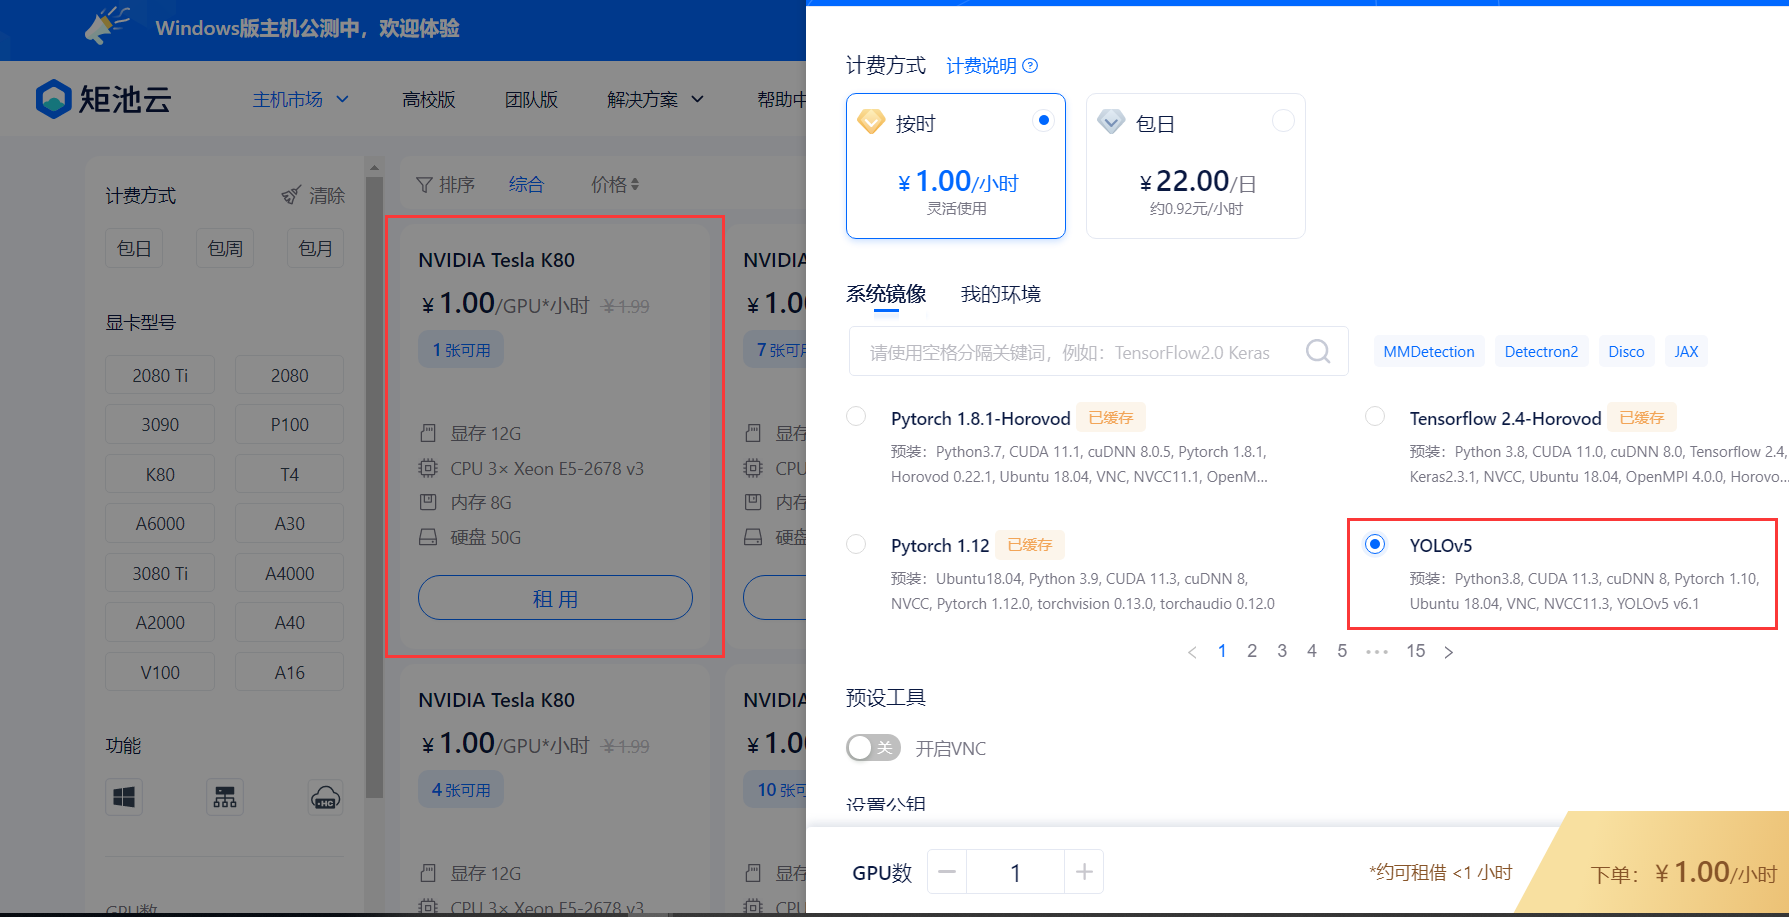 Windows版主机公测中，欢迎体验
矩池云
主机市场
高校版
团队版
解决方案
帮助中
计费方式
清除
包日
包周
包月
显卡型号
2080 Ti
2080
3090
P100
K80
T4
A6000
A30
3080 Ti
A4000
A2000
A40
V100
A16
功能
HC
GPU数
排序
综合
价格
NVIDIA Tesla K80
￥1.00/GPU*小时 ￥1.99
1 张可用
显存 12G
CPU 3× Xeon E5-2678 v3
内存 8G
硬盘 50G
租 用
NVIDIA
￥1.0
7 张可用
显存
CPU
内存
硬盘
NVIDIA Tesla K80
￥1.00/GPU*小时 ￥1.99
4 张可用
显存 12G
CPU 3× Xeon E5-2678 v3
NVIDIA
￥1.0
10 张可
显存
CPU
计费方式 计费说明
按时
￥1.00/小时
灵活使用
包日
￥22.00/日
约0.92元/小时
系统镜像
我的环境
请使用空格分隔关键词，例如：TensorFlow2.0 Keras
MMDetection
Detectron2
Disco
JAX
Pytorch 1.8.1-Horovod 已缓存
预装：Python3.7, CUDA 11.1, cuDNN 8.0.5, Pytorch 1.8.1,
Horovod 0.22.1, Ubuntu 18.04, VNC, NVCC11.1, OpenM...
Tensorflow 2.4-Horovod 已缓存
预装：Python 3.8, CUDA 11.0, cuDNN 8.0, Tensorflow 2.4,
Keras2.3.1, NVCC, Ubuntu 18.04, OpenMPI 4.0.0, Horovo...
Pytorch 1.12 已缓存
预装：Ubuntu18.04, Python 3.9, CUDA 11.3, cuDNN 8,
NVCC, Pytorch 1.12.0, torchvision 0.13.0, torchaudio 0.12.0
YOLOv5
预装：Python3.8, CUDA 11.3, cuDNN 8, Pytorch 1.10,
Ubuntu 18.04, VNC, NVCC11.3, YOLOv5 v6.1
< 1 2 3 4 5 ••• 15 >
预设工具
关 开启VNC
设置公钥
GPU数
1
*约可租借 <1 小时
下单：￥1.00/小时